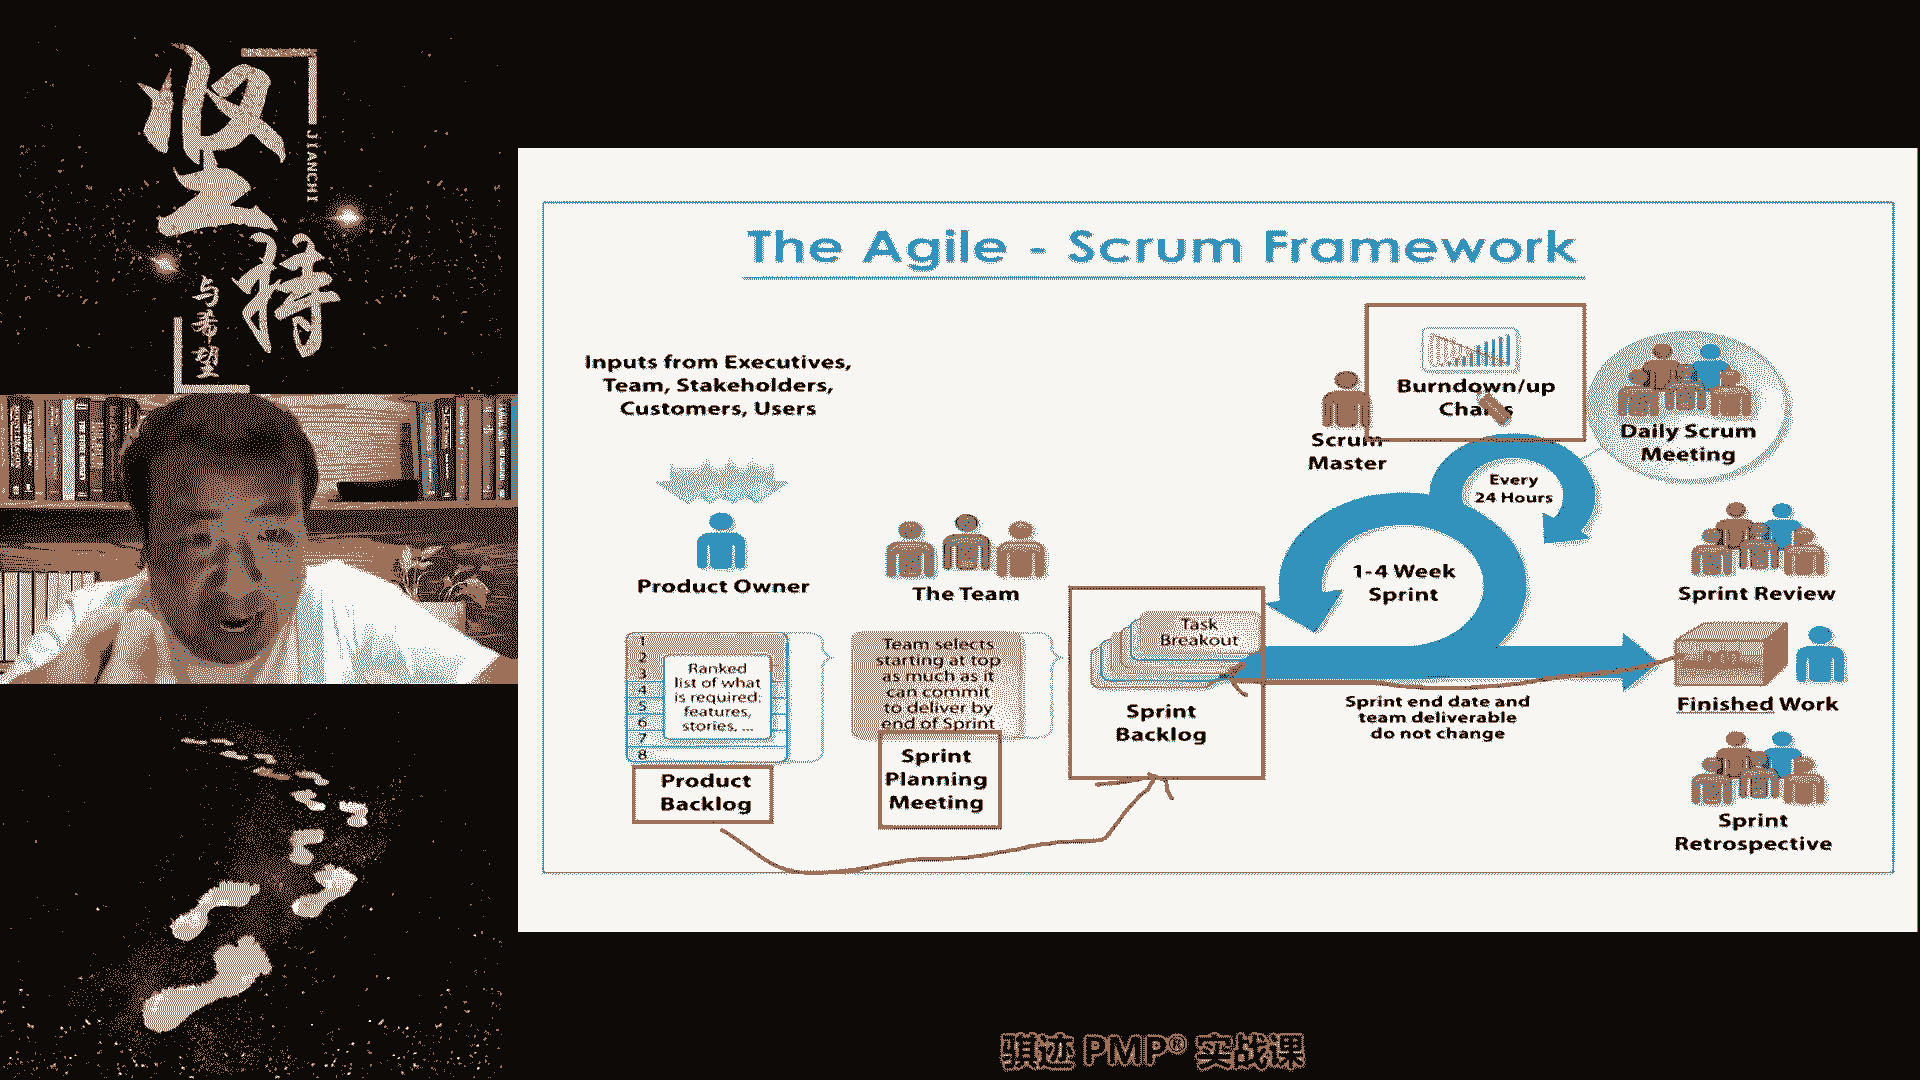 坚持
JIANCHI
与希望
The Agile - Scrum Framework
Inputs from Executives,
Team, Stakeholders,
Customers, Users
Product Owner
The Team
1
2
3
4
5
6
7
8
Ranked
list of what
is required:
features,
stories, ...
Product
Backlog
Team selects
starting at top
as much as it
can commit
to deliver by
end of Sprint
Sprint
Planning
Meeting
Task
Breakout
Sprint
Backlog
Scrum
Master
Burndown/up
Charts
Every
24 Hours
Daily Scrum
Meeting
1-4 Week
Sprint
Sprint end date and
team deliverable
do not change
Sprint Review
Finished Work
Sprint
Retrospective
骐迹 PMP® 实战课